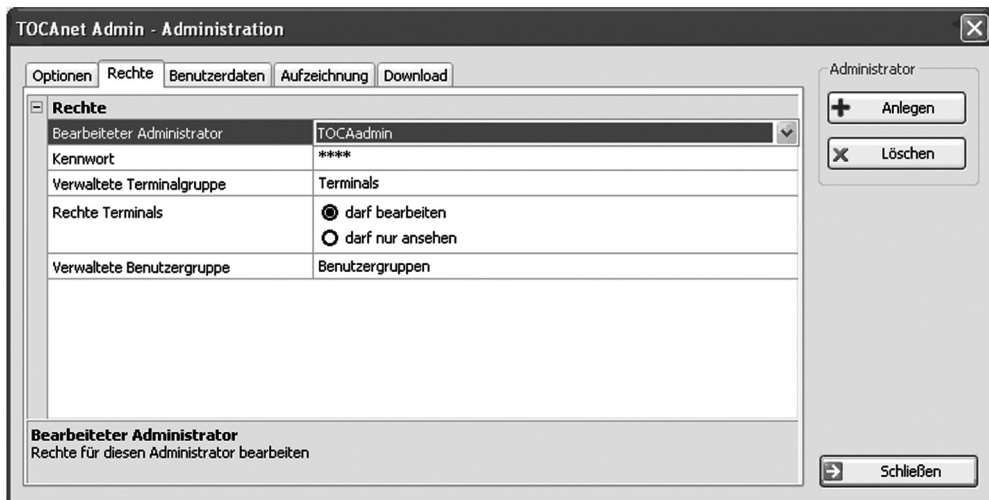 TOCAnet Admin - Administration
Optionen Rechte Benutzerdaten Aufzeichnung Download
Rechte
Bearbeiteter Administrator TOCAadmin
Kennwort ****
Verwaltete Terminalgruppe Terminals
Rechte Terminals darf bearbeiten
darf nur ansehen
Verwaltete Benutzergruppe Benutzergruppen
Bearbeiteter Administrator
Rechte für diesen Administrator bearbeiten
Administrator
Anlegen
Löschen
Schließen